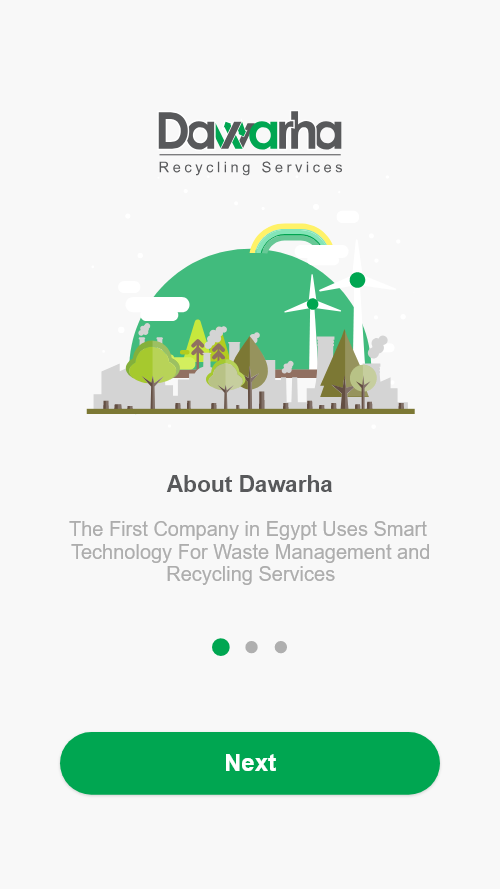 Dawarha
Recycling Services
About Dawarha
The First Company in Egypt Uses Smart
Technology For Waste Management and
Recycling Services
Next